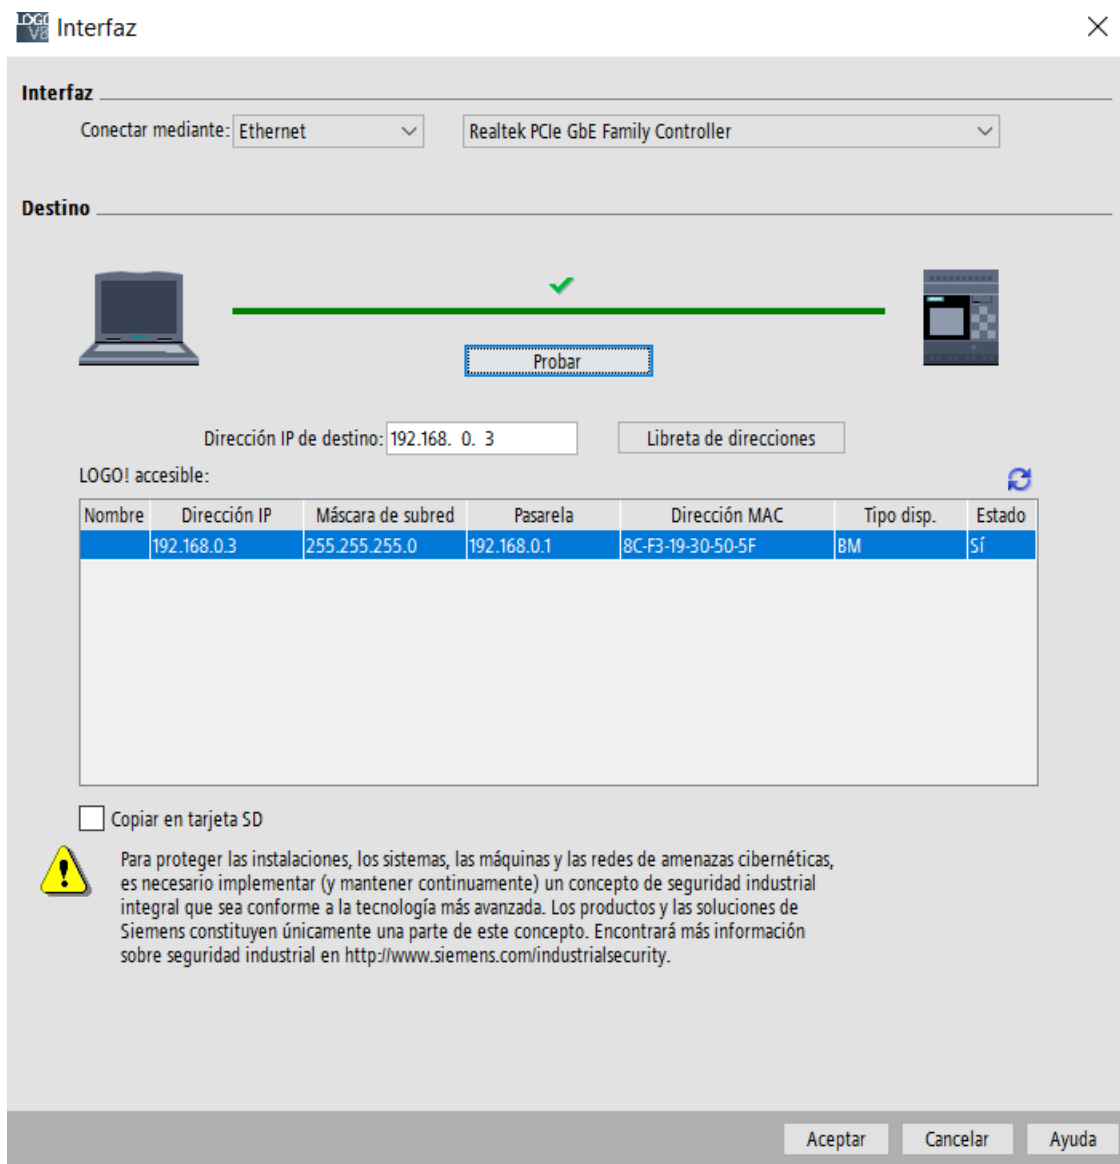 LOGO V8 Interfaz
Interfaz
Conectar mediante: Ethernet Realtek PCIe GbE Family Controller
Destino
Probar
Dirección IP de destino: 192.168. 0. 3 Libreta de direcciones
LOGO! accesible:
Nombre Dirección IP Máscara de subred Pasarela Dirección MAC Tipo disp. Estado
192.168.0.3 255.255.255.0 192.168.0.1 8C-F3-19-30-50-5F BM Sí
Copiar en tarjeta SD
Para proteger las instalaciones, los sistemas, las máquinas y las redes de amenazas cibernéticas,
es necesario implementar (y mantener continuamente) un concepto de seguridad industrial
integral que sea conforme a la tecnología más avanzada. Los productos y las soluciones de
Siemens constituyen únicamente una parte de este concepto. Encontrará más información
sobre seguridad industrial en http://www.siemens.com/industrialsecurity.
Aceptar Cancelar Ayuda